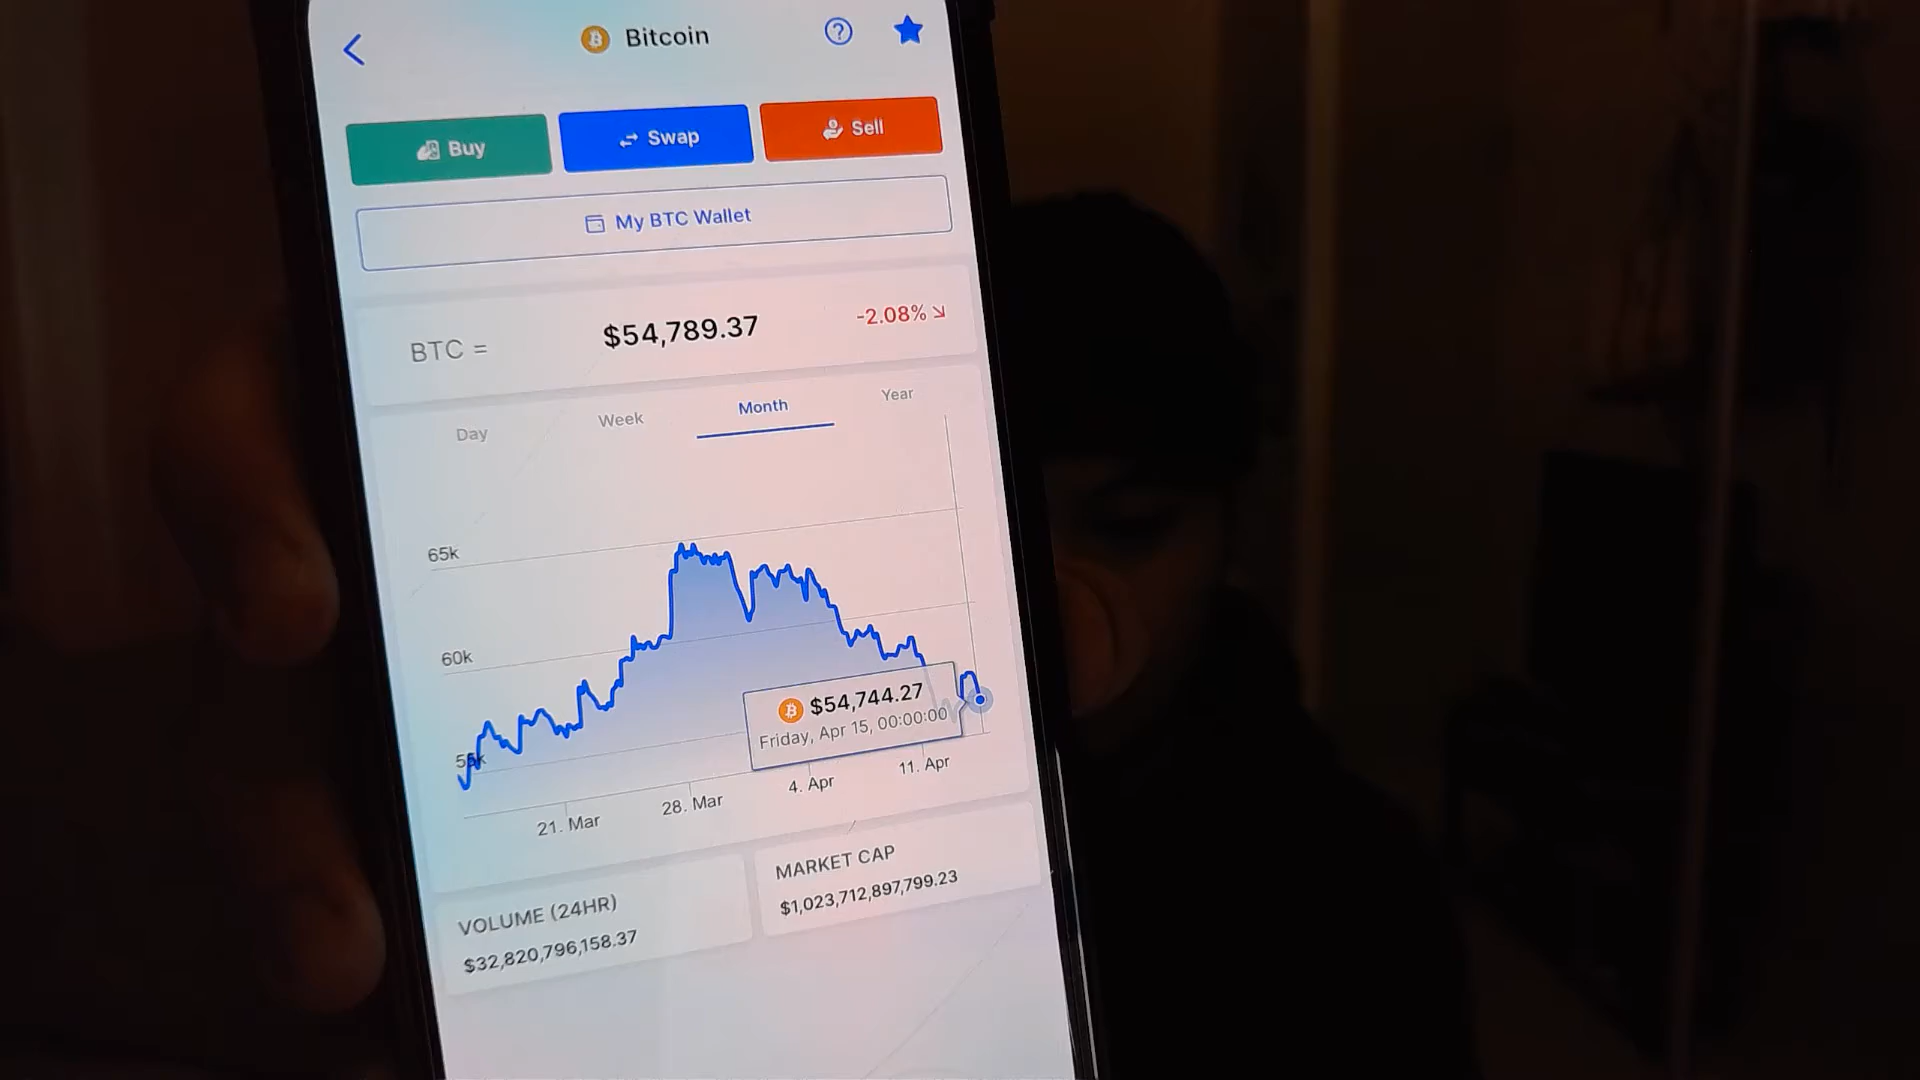 Bitcoin
Buy
Swap
Sell
My BTC Wallet
BTC =
$54,789.37
-2.08%
Day
Week
Month
Year
65k
60k
55k
$54,744.27
Friday, Apr 15, 00:00:00
21. Mar
28. Mar
4. Apr
11. Apr
VOLUME (24HR)
$32,820,796,158.37
MARKET CAP
$1,023,712,897,799.23